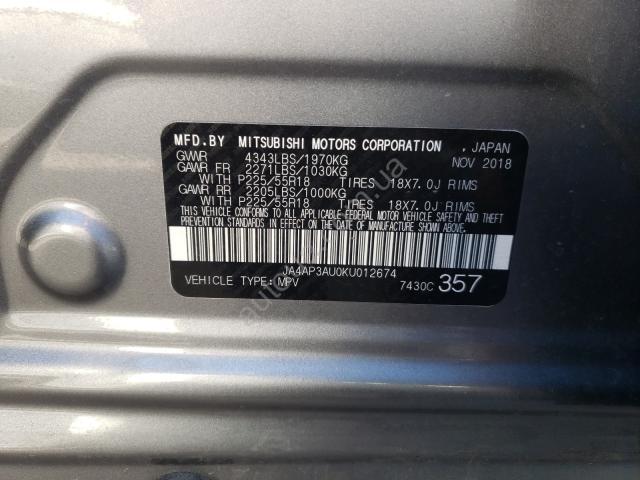 MFD.BY MITSUBISHI MOTORS CORPORATION , JAPAN
GVWR 4343LBS/1970KG NOV 2018
GAWR FR 2271LBS/1030KG
WITH P225/55R18 TIRES 18X7.0J RIMS
GAWR RR 2205LBS/1000KG
WITH P225/55R18 TIRES 18X7.0J RIMS
THIS VEHICLE CONFORMS TO ALL APPLICABLE FEDERAL MOTOR VEHICLE SAFETY AND THEFT
PREVENTION STANDARDS IN EFFECT ON THE DATE OF MANUFACTURE SHOWN ABOVE.
JA4AP3AU0KU012674
VEHICLE TYPE:MPV 7430C 357